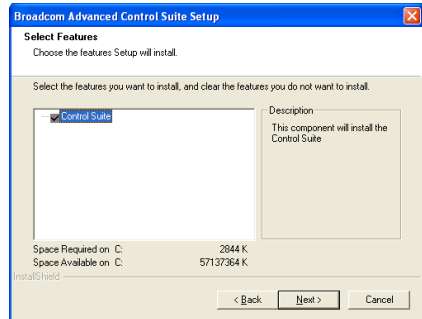 Broadcom Advanced Control Suite Setup
Select Features
Choose the features Setup will install.
Select the features you want to install, and clear the features you do not want to install.
Control Suite
Description
This component will install the
Control Suite
Space Required on C: 2844 K
Space Available on C: 57137364 K
InstallShield
< Back Next > Cancel